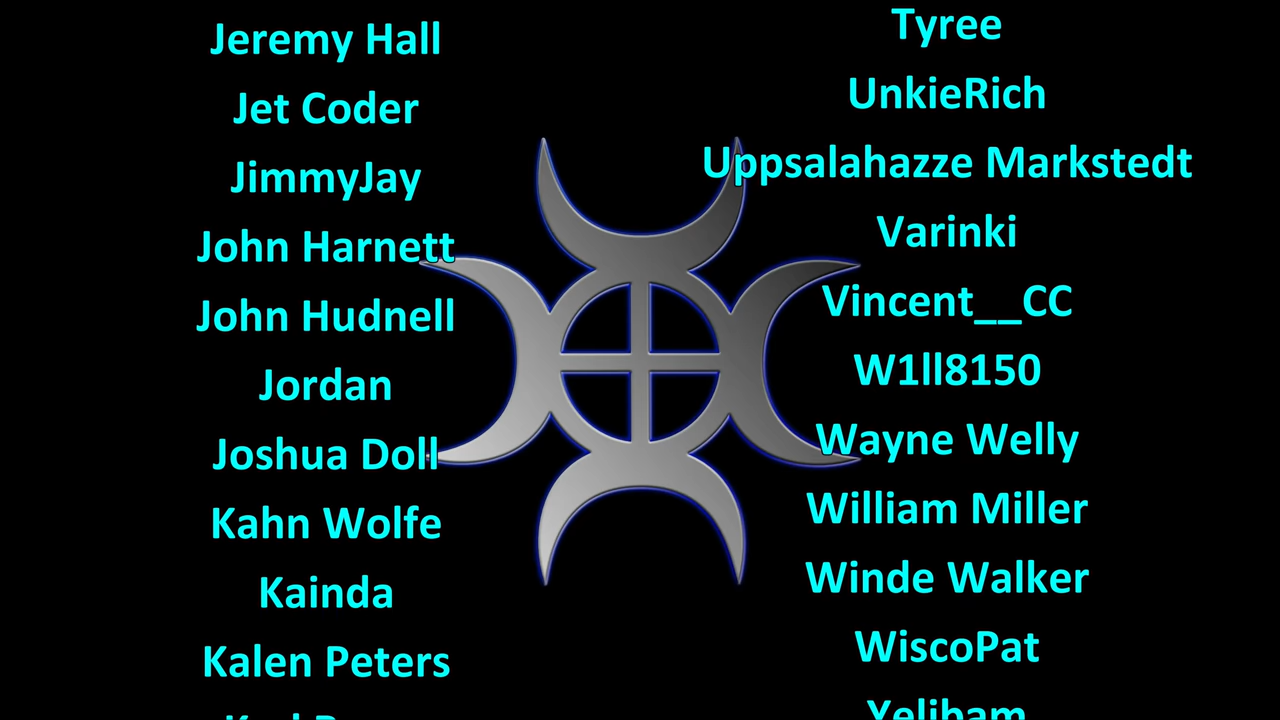 Jeremy Hall
Jet Coder
JimmyJay
John Harnett
John Hudnell
Jordan
Joshua Doll
Kahn Wolfe
Kainda
Kalen Peters
Tyree
UnkieRich
Uppsalahazze Markstedt
Varinki
Vincent__CC
W1ll8150
Wayne Welly
William Miller
Winde Walker
WiscoPat
Yelibam